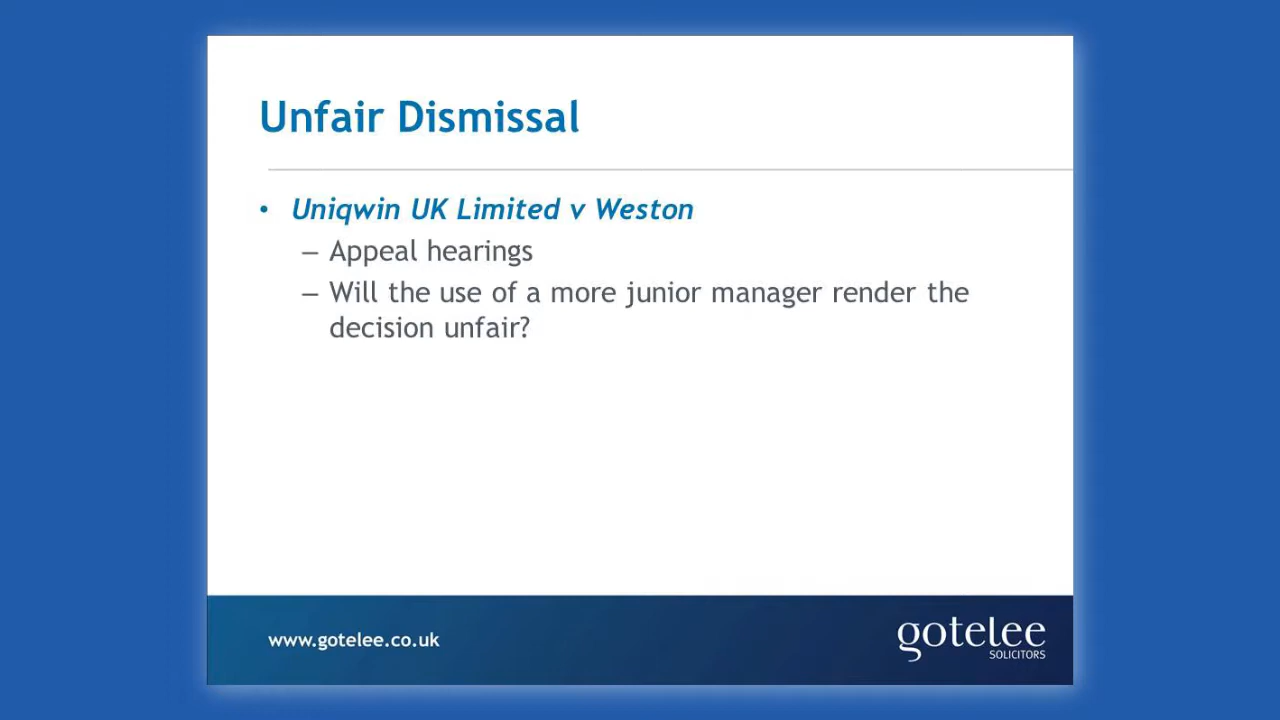 Unfair Dismissal
• Uniqwin UK Limited v Weston
– Appeal hearings
– Will the use of a more junior manager render the
decision unfair?
www.gotelee.co.uk
gotelee
SOLICITORS